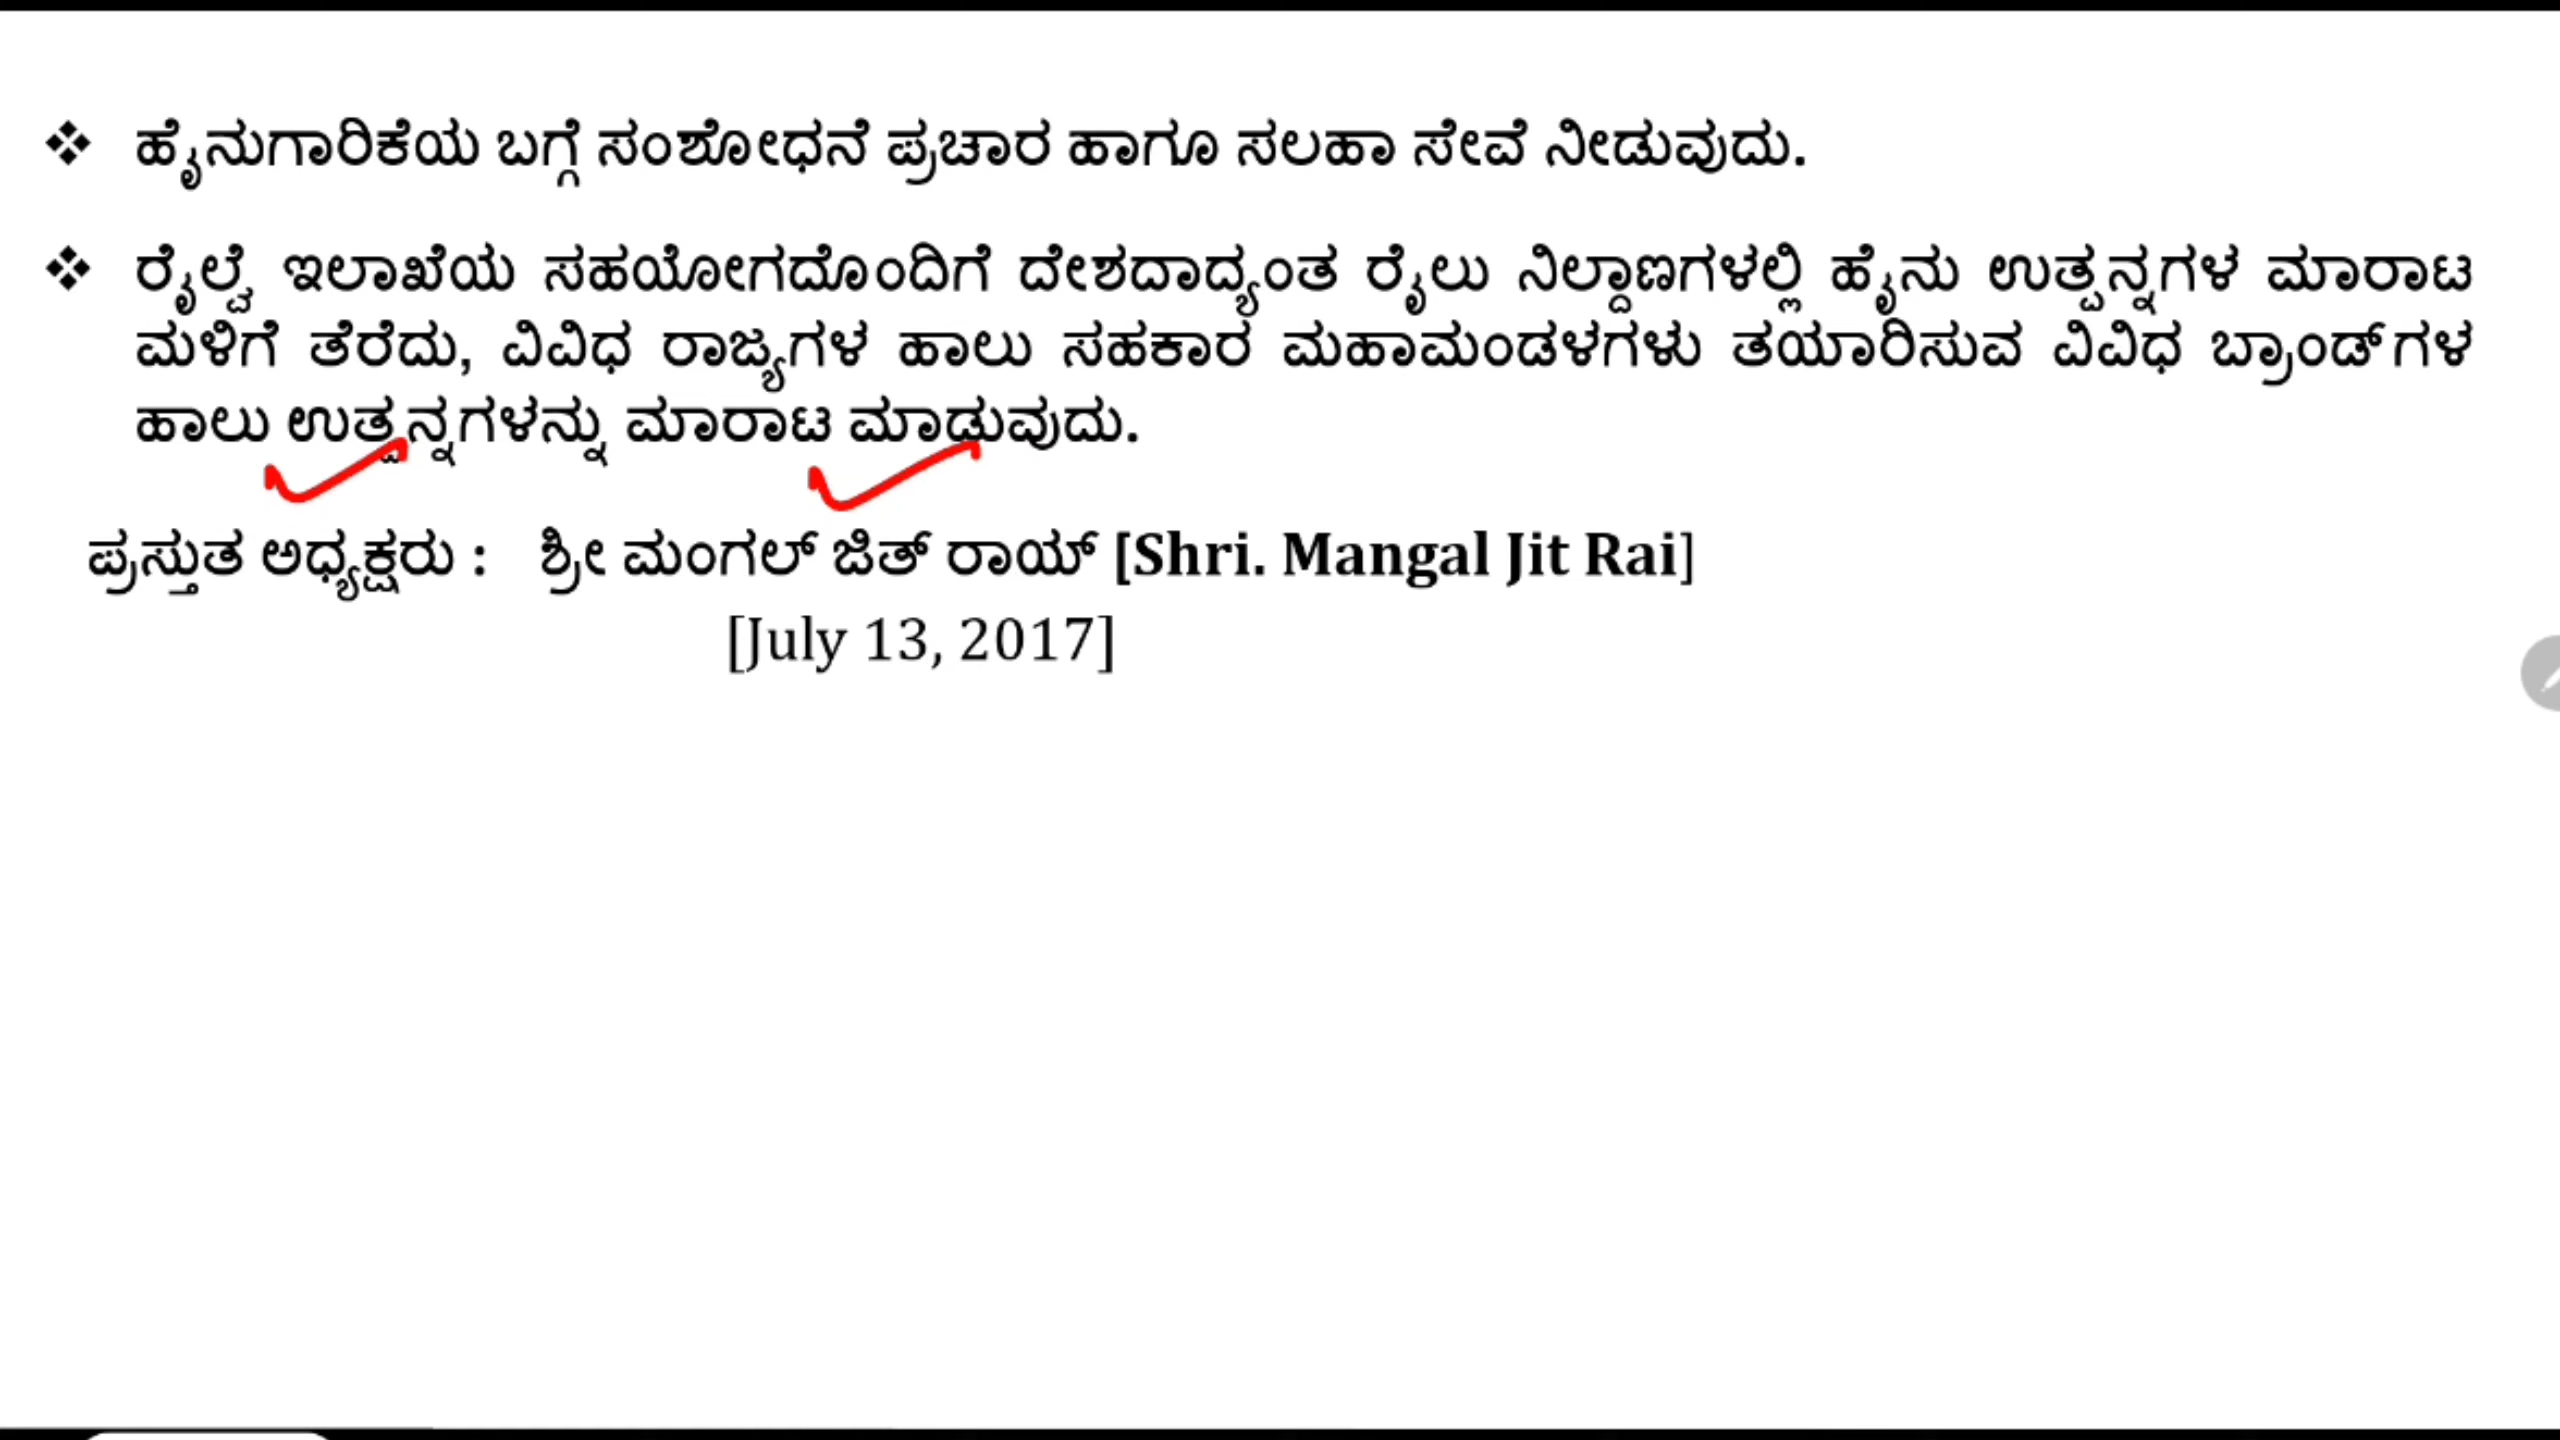 ❖ ಹೈನುಗಾರಿಕೆಯ ಬಗ್ಗೆ ಸಂಶೋಧನೆ ಪ್ರಚಾರ ಹಾಗೂ ಸಲಹಾ ಸೇವೆ ನೀಡುವುದು.
❖ ರೈಲ್ವೆ ಇಲಾಖೆಯ ಸಹಯೋಗದೊಂದಿಗೆ ದೇಶದಾದ್ಯಂತ ರೈಲು ನಿಲ್ದಾಣಗಳಲ್ಲಿ ಹೈನು ಉತ್ಪನ್ನಗಳ ಮಾರಾಟ
ಮಳಿಗೆ ತೆರೆದು, ವಿವಿಧ ರಾಜ್ಯಗಳ ಹಾಲು ಸಹಕಾರ ಮಹಾಮಂಡಳಗಳು ತಯಾರಿಸುವ ವಿವಿಧ ಬ್ರಾಂಡ್‌ಗಳ
ಹಾಲು ಉತ್ಪನ್ನಗಳನ್ನು ಮಾರಾಟ ಮಾಡುವುದು.
ಪ್ರಸ್ತುತ ಅಧ್ಯಕ್ಷರು : ಶ್ರೀ ಮಂಗಲ್ ಜಿತ್ ರಾಯ್ [Shri. Mangal Jit Rai]
[July 13, 2017]